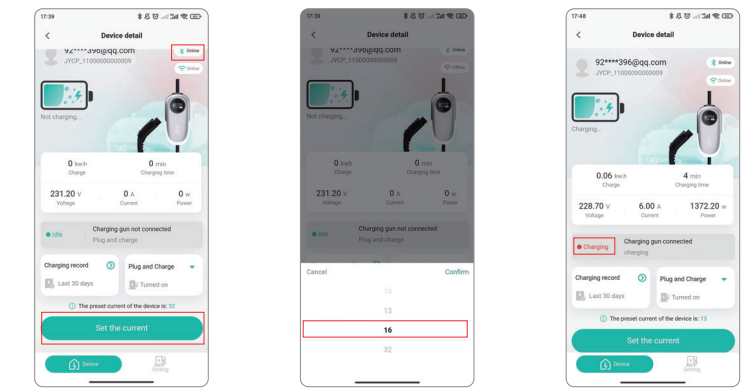 17:39
Device detail
92****396@qq.com
Online
JYCP_11000000000009
Online
Not charging...
0 kw.h
0 min
Charge
Charging time
231.20 v
0 A
0 w
Voltage
Current
Power
Idle
Charging gun not connected
Plug and charge
Charging record
Plug and Charge
Last 30 days
Turned on
The preset current of the device is: 32
Set the current
Device
Setting
17:39
Device detail
92****396@qq.com
Online
JYCP_11000000000009
Offline
Not charging...
0 kwh
0 min
Charge
Charging time
231.20 v
0 A
0 w
Voltage
Current
Power
Idle
Charging gun not connected
Plug and charge
Cancel
Confirm
10
13
16
32
17:48
Device detail
92****396@qq.com
Online
JYCP_11000000000009
Online
Charging...
0.06 kw.h
4 min
Charge
Charging time
228.70 v
6.00 A
1372.20 w
Voltage
Current
Power
Charging
Charging gun connected
charging
Charging record
Plug and Charge
Last 30 days
Turned on
The preset current of the device is: 13
Set the current
Device
Setting